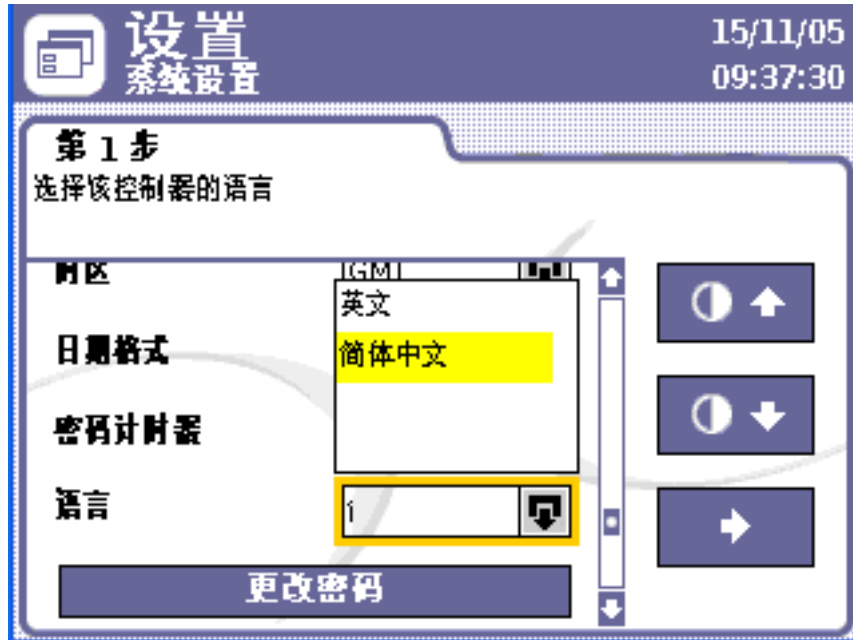 设置
系统设置
15/11/05
09:37:30
第 1 步
选择该控制器的语言
时区
英文
日期格式
简体中文
密码计时器
语言
更改密码